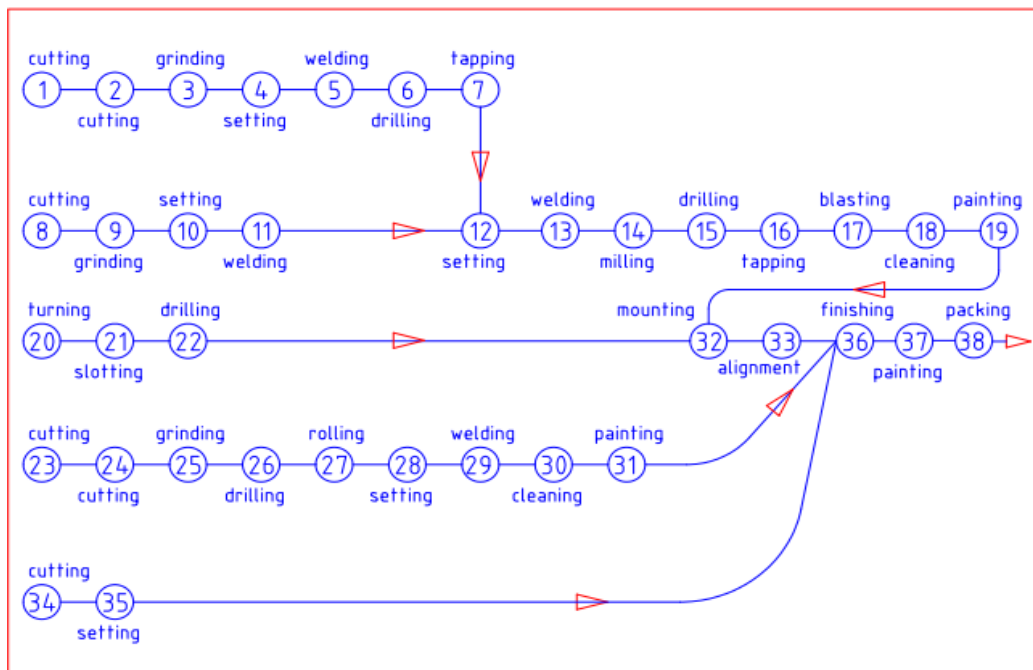 cutting grinding welding tapping
1 2 3 4 5 6 7
cutting setting drilling
cutting setting welding drilling blasting painting
8 9 10 11 12 13 14 15 16 17 18 19
grinding welding setting milling tapping cleaning
turning drilling mounting finishing packing
20 21 22 32 33 36 37 38
slotting alignment painting
cutting grinding rolling welding painting
23 24 25 26 27 28 29 30 31
cutting drilling setting cleaning
cutting
34 35
setting